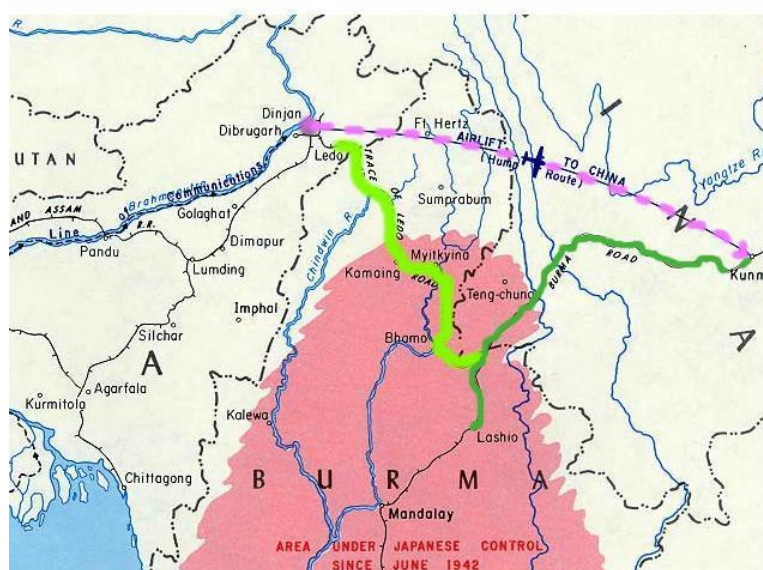 R.
Dinjan
Dibrugarh
Ledo
Ft. Hertz
AIRLIFT
(Hump
TO CHINA
Route)
Yangtze R.
UTAN
Brahmaputra R.
Communications
Line
of
AND ASSAM
R.R.
Golaghat
Pandu
Dimapur
Lumding
TRACE
OF
LEDO
ROAD
Sumprabum
Chindwin R.
Kamaing
Myitkyina
Teng-chung
BURMA
ROAD
Kunm
I
N
A
Imphal
Silchar
A
Bhamo
Agarfala
Kurmitola
Kalewa
Lashio
Chittagong
BURMA
Mandalay
AREA UNDER JAPANESE CONTROL
SINCE JUNE 1942